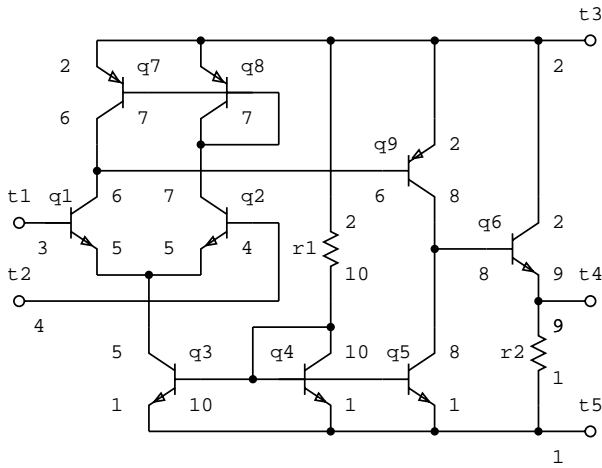 t3
2 q7 q8 2
6 7 7 q9 2
t1 q1 6 7 q2 6 8 q6 2
3 5 5 4 r1 2
t2 10 8 9 t4
4 9
5 q3 q4 10 q5 8 r2
1 10 1 1 1 t5
1